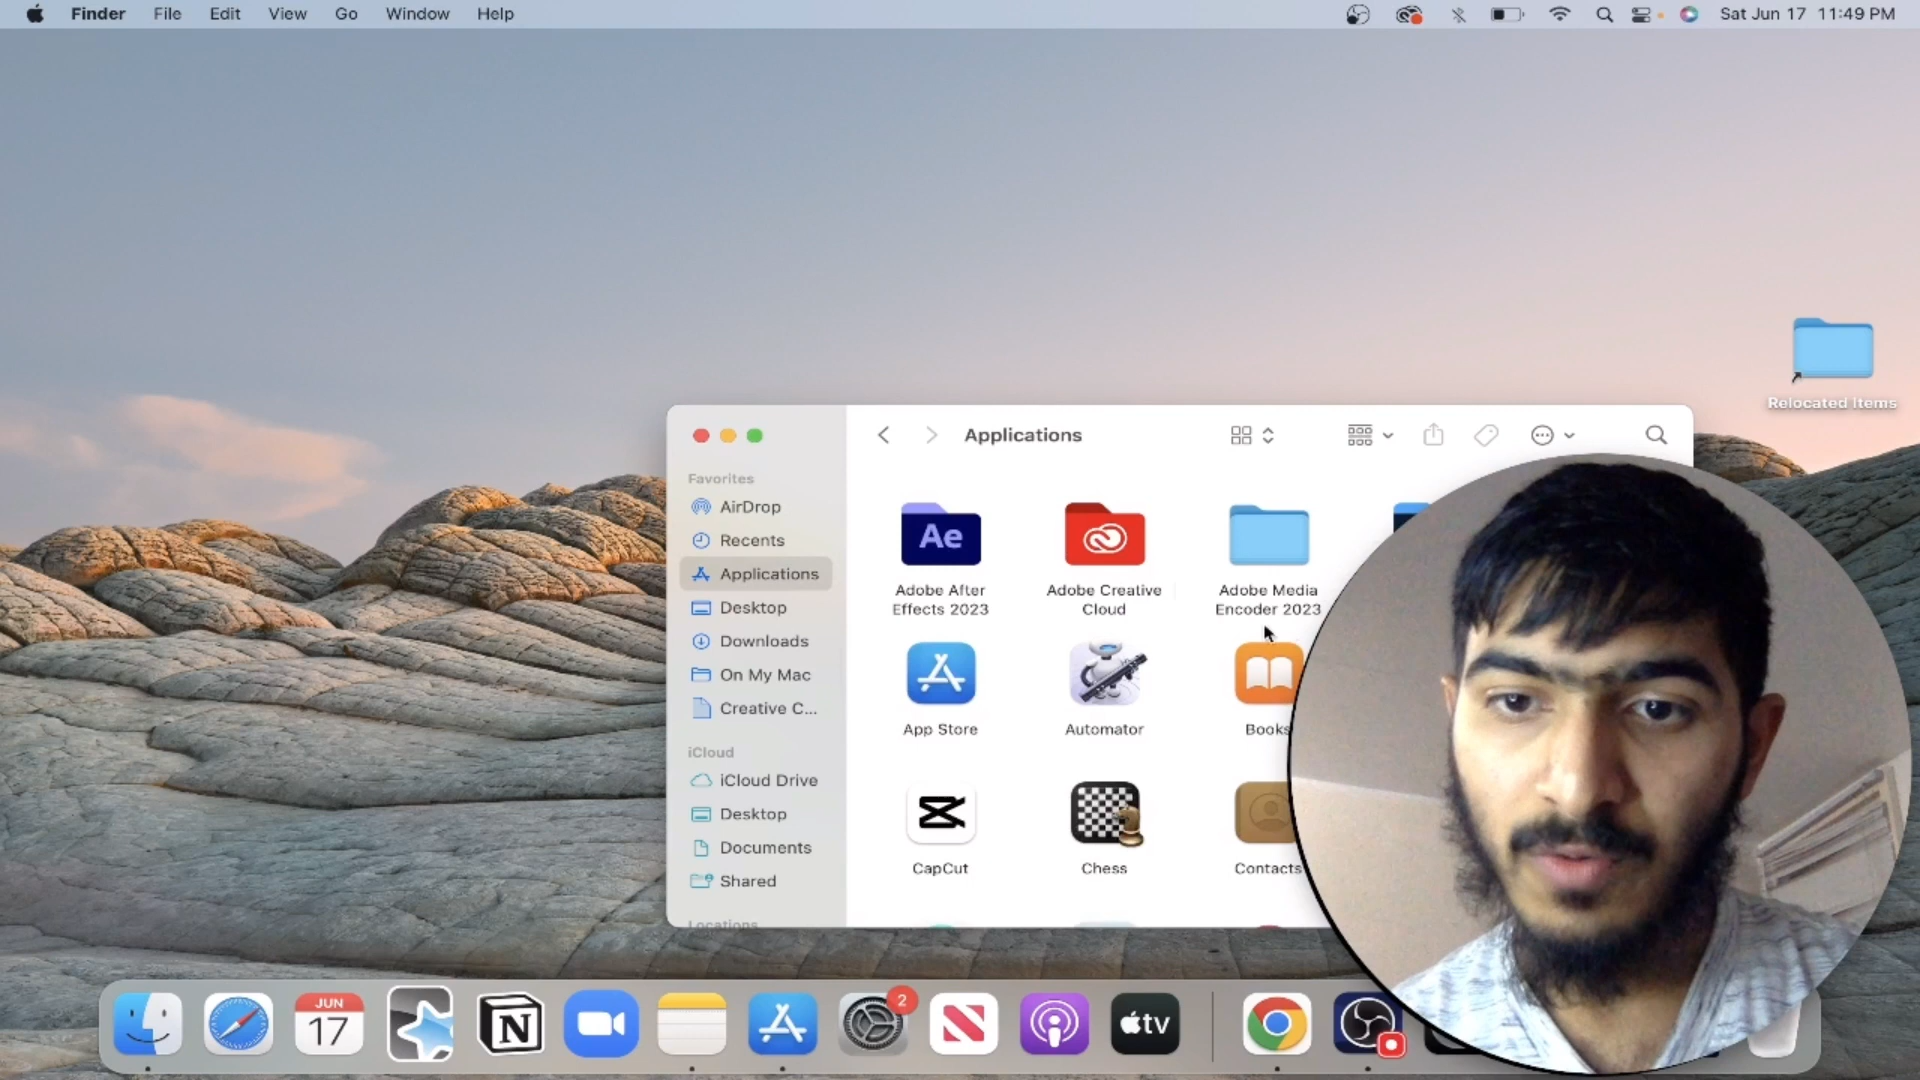 Finder File Edit View Go Window Help
Sat Jun 17 11:49 PM
Relocated Items
Applications
Favorites
AirDrop
Recents
Applications
Desktop
Downloads
On My Mac
Creative C...
iCloud
iCloud Drive
Desktop
Documents
Shared
Locations
Ae
Adobe After
Effects 2023
Adobe Creative
Cloud
Adobe Media
Encoder 2023
App Store
Automator
Books
CapCut
Chess
Contacts
JUN
17
N
2
tv